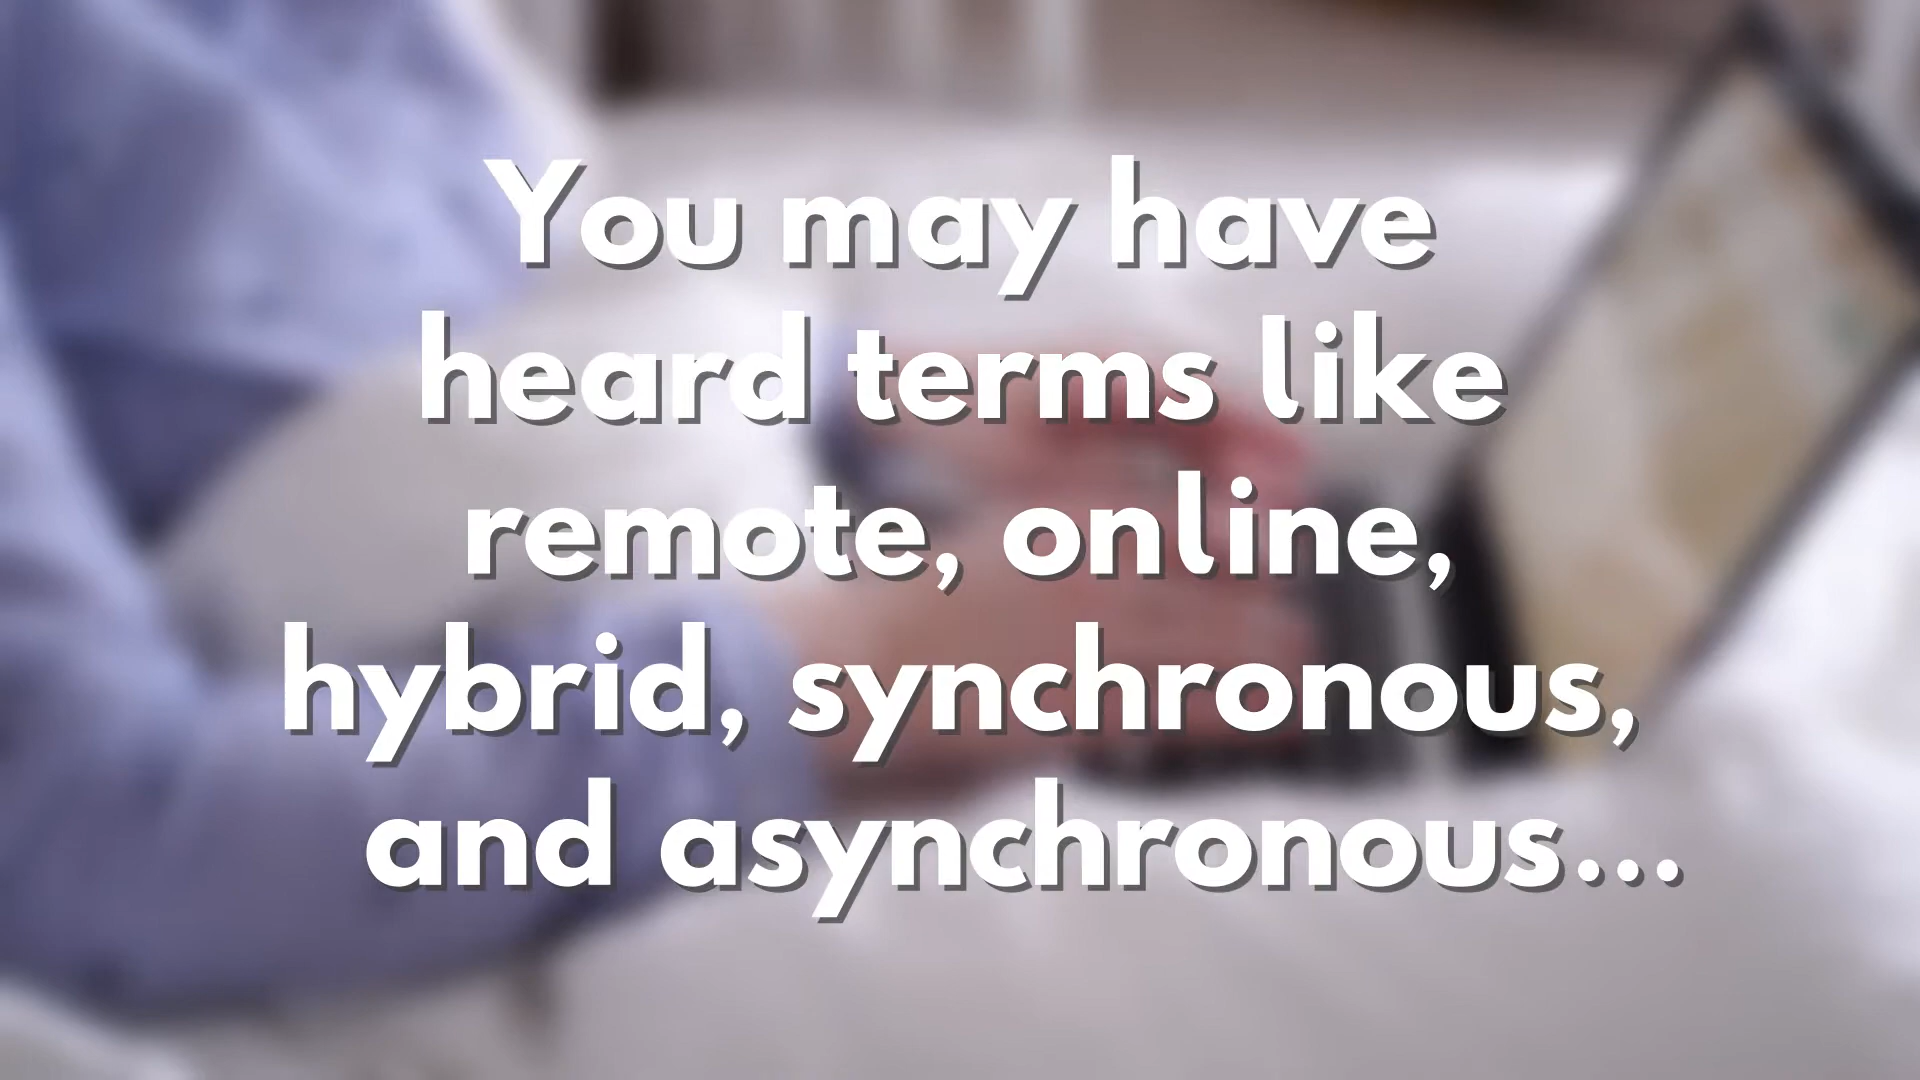 You may have
heard terms like
remote, online,
hybrid, synchronous,
and asynchronous...